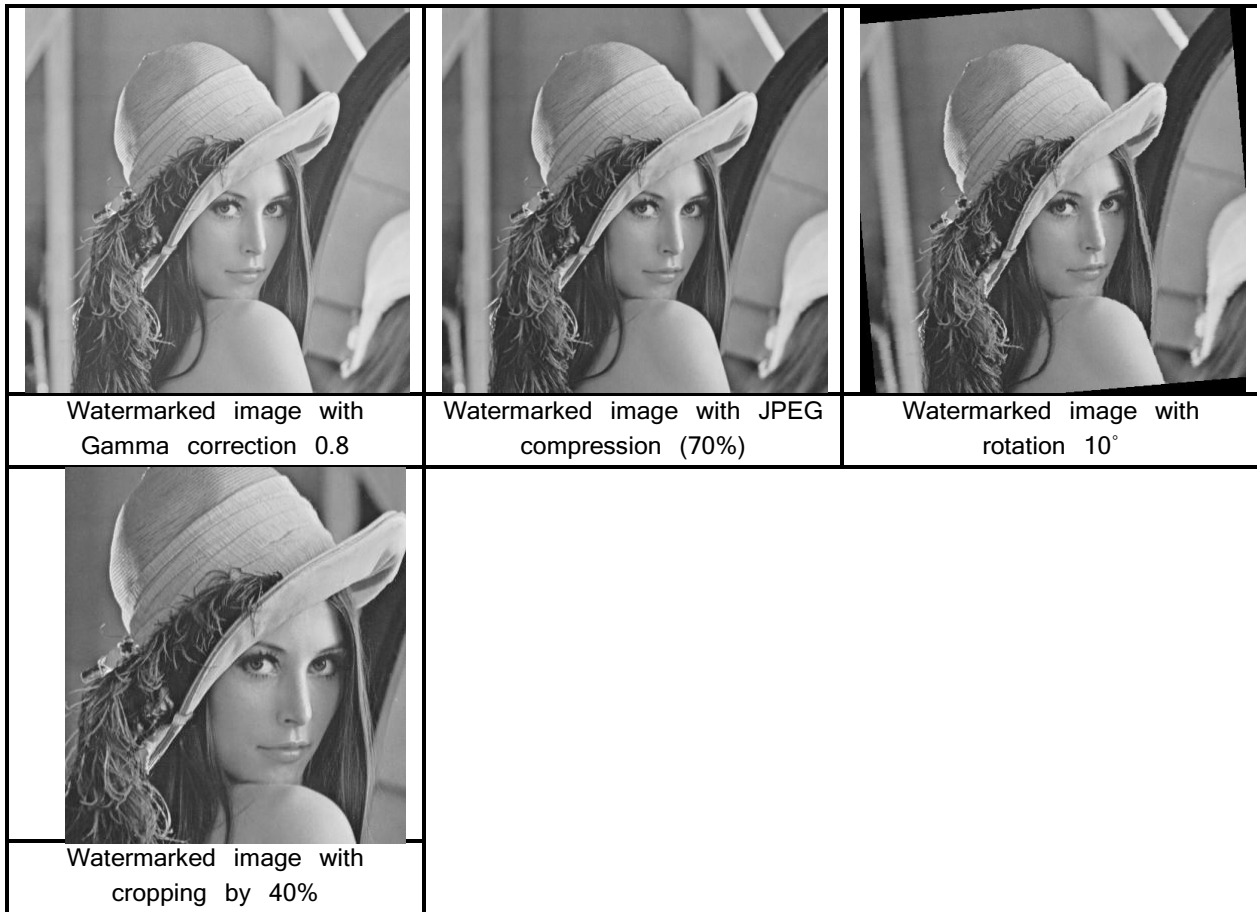 Watermarked image with
Gamma correction 0.8
Watermarked image with JPEG
compression (70%)
Watermarked image with
rotation 10°
Watermarked image with
cropping by 40%